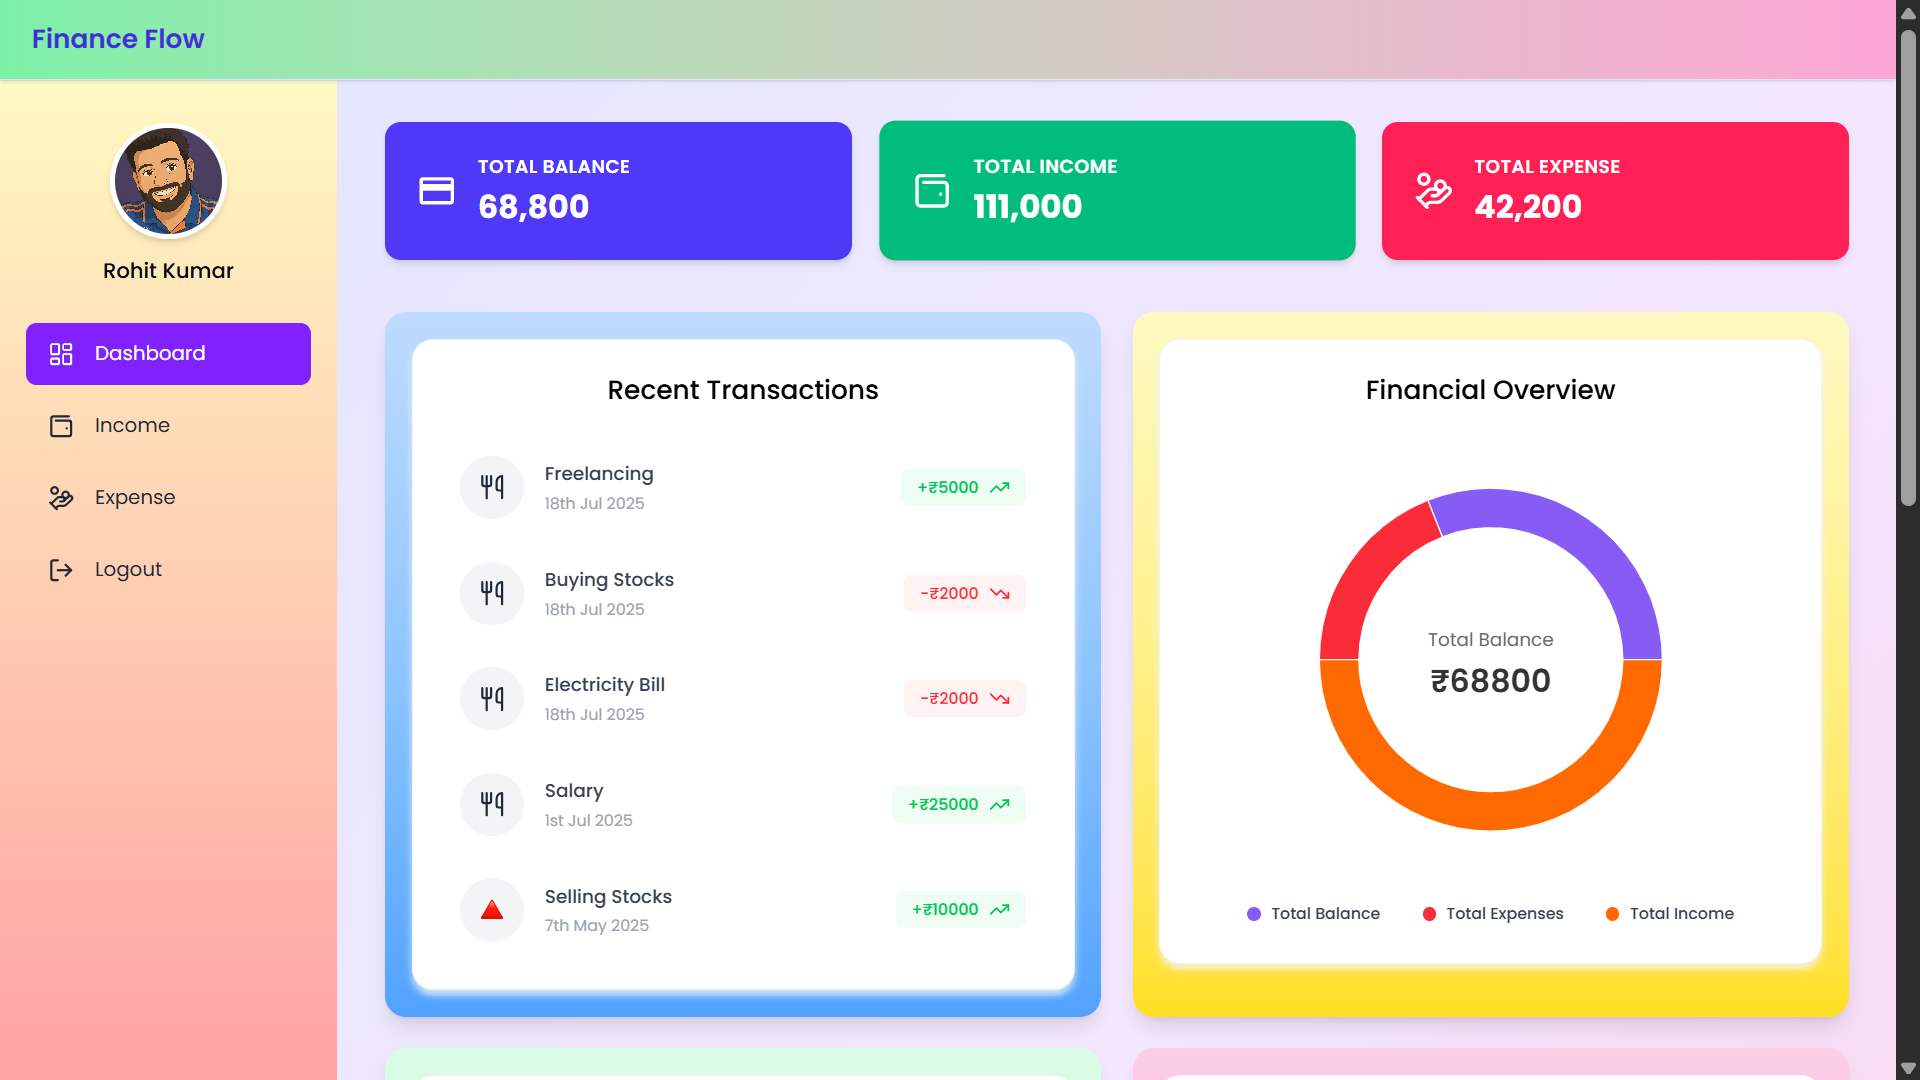 Finance Flow
Rohit Kumar
Dashboard
Income
Expense
Logout
TOTAL BALANCE
68,800
TOTAL INCOME
111,000
TOTAL EXPENSE
42,200
Recent Transactions
Freelancing
18th Jul 2025
+₹5000
Buying Stocks
18th Jul 2025
-₹2000
Electricity Bill
18th Jul 2025
-₹2000
Salary
1st Jul 2025
+₹25000
Selling Stocks
7th May 2025
+₹10000
Financial Overview
Total Balance
₹68800
Total Balance
Total Expenses
Total Income